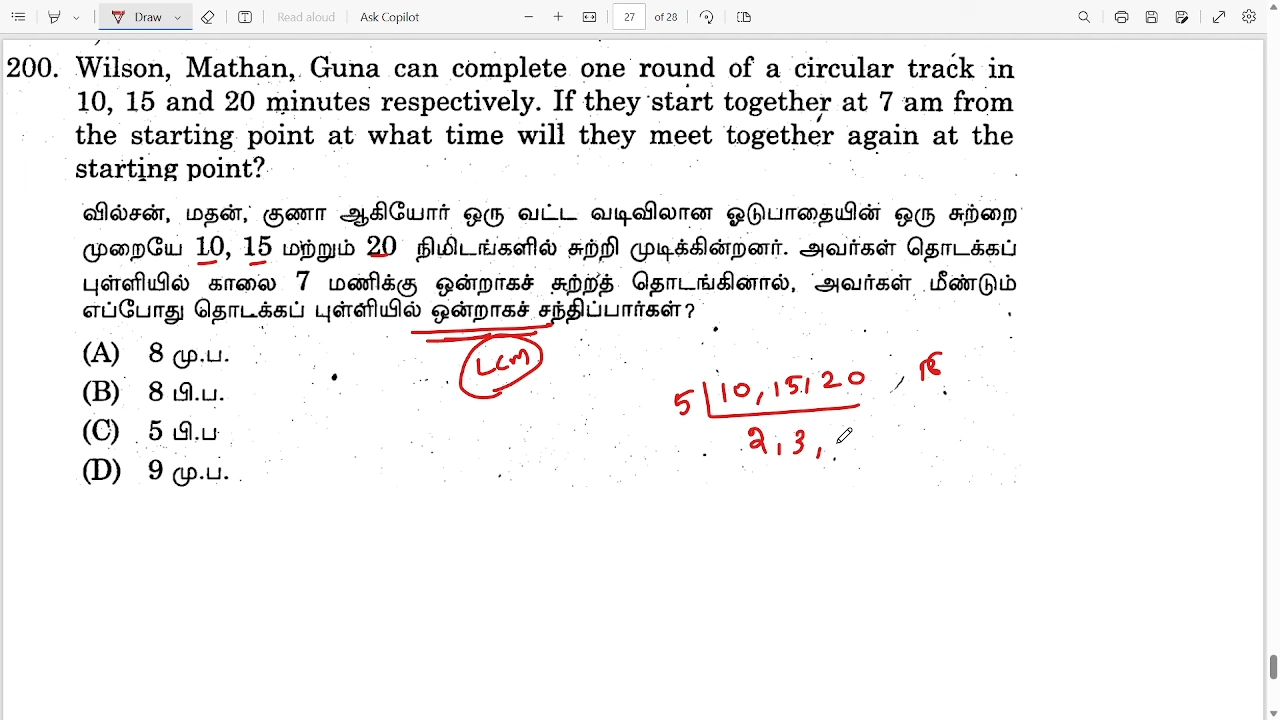 Draw
Read aloud
Ask Copilot
27 of 28
200. Wilson, Mathan, Guna can complete one round of a circular track in
10, 15 and 20 minutes respectively. If they start together at 7 am from
the starting point at what time will they meet together again at the
starting point?
வில்சன், மதன், குணா ஆகியோர் ஒரு வட்ட வடிவிலான ஓடுபாதையின் ஒரு சுற்றை
முறையே 10, 15 மற்றும் 20 நிமிடங்களில் சுற்றி முடிக்கின்றனர். அவர்கள் தொடக்கப்
புள்ளியில் காலை 7 மணிக்கு ஒன்றாகச் சுற்றத் தொடங்கினால், அவர்கள் மீண்டும்
எப்போது தொடக்கப் புள்ளியில் ஒன்றாகச் சந்திப்பார்கள்?
(A) 8 மு.ப.
(B) 8 பி.ப.
(C) 5 பி.ப
(D) 9 மு.ப.
LCM
5 10, 15, 20
2, 3,